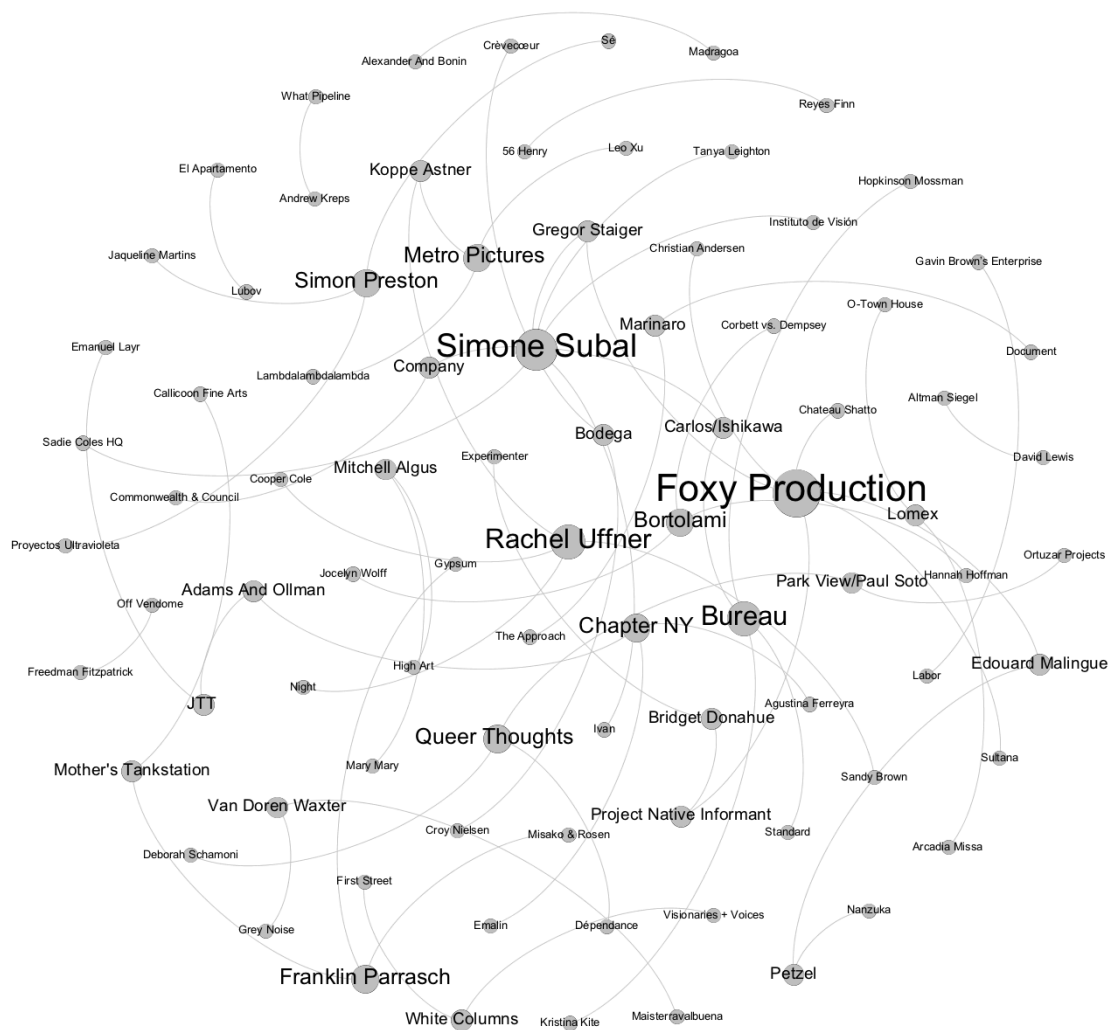 Crèvecœur
Sé
Madragoa
Alexander And Bonin
What Pipeline
Reyes Finn
56 Henry
Leo Xu
Tanya Leighton
El Apartamento
Koppe Astner
Hopkinson Mossman
Andrew Kreps
Gregor Staiger
Instituto de Visión
Christian Andersen
Jaqueline Martins
Metro Pictures
Gavin Brown's Enterprise
Simon Preston
Lubov
O-Town House
Marinaro
Corbett vs. Dempsey
Emanuel Layr
Simone Subal
Document
Company
Lambdalambdalambda
Callicoon Fine Arts
Altman Siegel
Chateau Shatto
Sadie Coles HQ
Bodega
Carlos/Ishikawa
Experimenter
David Lewis
Mitchell Algus
Cooper Cole
Foxy Production
Commonwealth & Council
Lomex
Bortolami
Proyectos Ultravioleta
Rachel Uffner
Ortuzar Projects
Gypsum
Jocelyn Wolff
Hannah Hoffman
Park View/Paul Soto
Adams And Ollman
Off Vendome
Chapter NY
Bureau
The Approach
Freedman Fitzpatrick
High Art
Edouard Malingue
Labor
Night
JTT
Agustina Ferreyra
Bridget Donahue
Ivan
Queer Thoughts
Sultana
Mother's Tankstation
Mary Mary
Sandy Brown
Van Doren Waxter
Project Native Informant
Croy Nielsen
Misako & Rosen
Standard
Deborah Schamoni
Arcadia Missa
First Street
Grey Noise
Emalin
Dépendance
Visionaries + Voices
Nanzuka
Franklin Parrasch
Petzel
White Columns
Kristina Kite
Maisterravalbuena